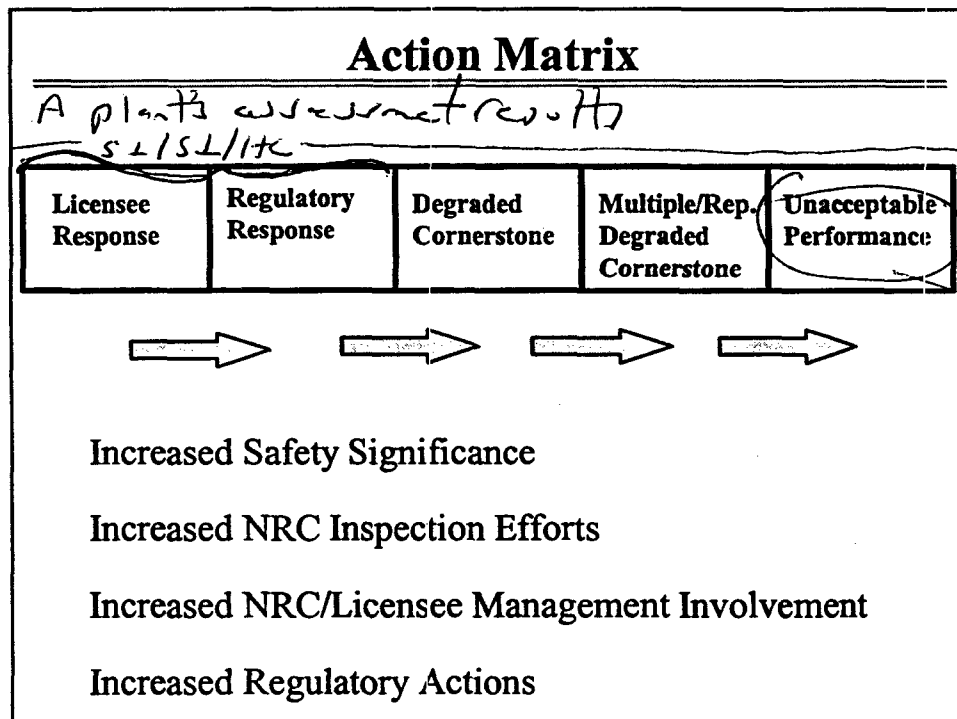 Action Matrix
A plant's assessment results
Licensee Response
Regulatory Response
Degraded Cornerstone
Multiple/Rep. Degraded Cornerstone
Unacceptable Performance
Increased Safety Significance
Increased NRC Inspection Efforts
Increased NRC/Licensee Management Involvement
Increased Regulatory Actions